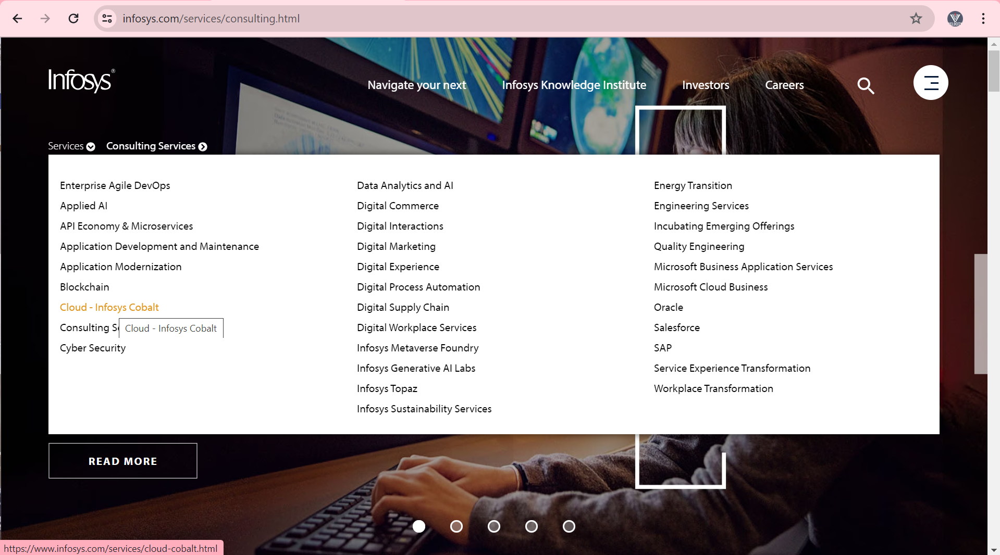 infosys.com/services/consulting.html
Infosys®
Navigate your next
Infosys Knowledge Institute
Investors
Careers
Services
Consulting Services
Enterprise Agile DevOps
Applied AI
API Economy & Microservices
Application Development and Maintenance
Application Modernization
Blockchain
Cloud - Infosys Cobalt
Consulting Se
Cloud - Infosys Cobalt
Cyber Security
Data Analytics and AI
Digital Commerce
Digital Interactions
Digital Marketing
Digital Experience
Digital Process Automation
Digital Supply Chain
Digital Workplace Services
Infosys Metaverse Foundry
Infosys Generative AI Labs
Infosys Topaz
Infosys Sustainability Services
Energy Transition
Engineering Services
Incubating Emerging Offerings
Quality Engineering
Microsoft Business Application Services
Microsoft Cloud Business
Oracle
Salesforce
SAP
Service Experience Transformation
Workplace Transformation
READ MORE
https://www.infosys.com/services/cloud-cobalt.html